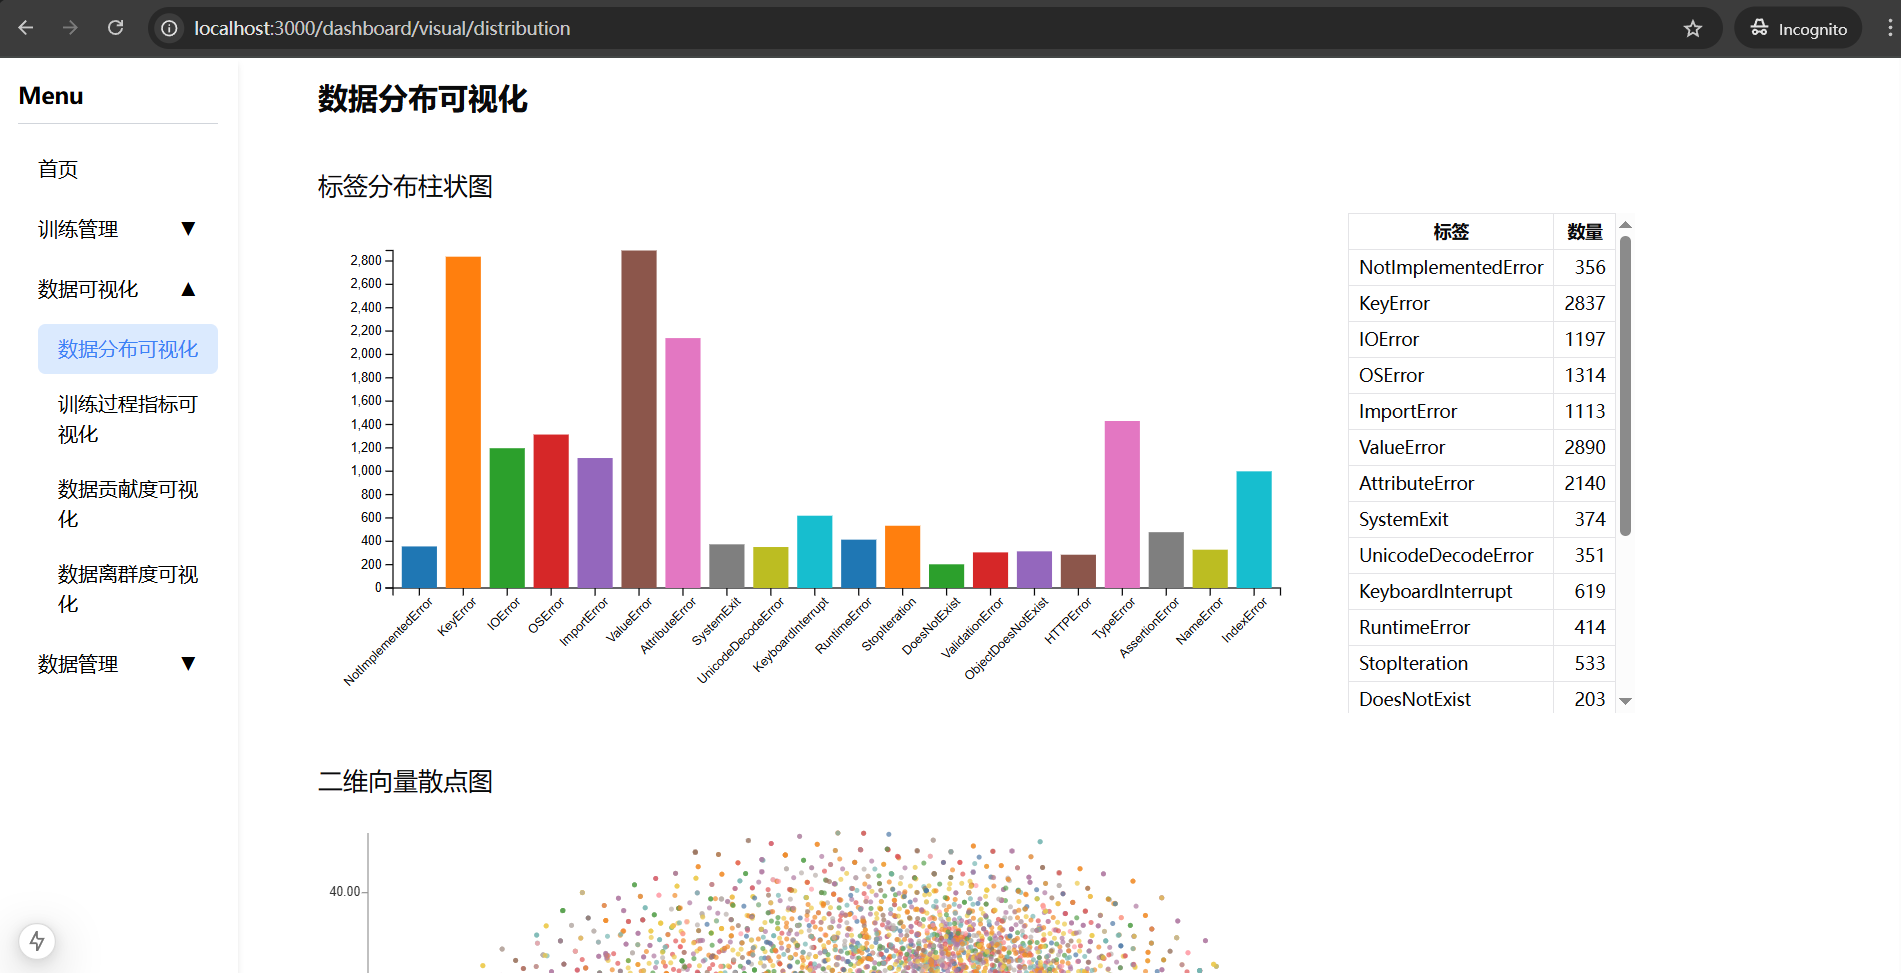 localhost:3000/dashboard/visual/distribution
Incognito
Menu
首页
训练管理 ▼
数据可视化 ▲
数据分布可视化
训练过程指标可
视化
数据贡献度可视
化
数据离群度可视
化
数据管理 ▼
数据分布可视化
标签分布柱状图
2,800
2,600
2,400
2,200
2,000
1,800
1,600
1,400
1,200
1,000
800
600
400
200
0
NotImplementedError
KeyError
IOError
OSError
ImportError
ValueError
AttributeError
SystemExit
UnicodeDecodeError
KeyboardInterrupt
RuntimeError
StopIteration
DoesNotExist
ValidationError
ObjectDoesNotExist
HTTPError
TypeError
AssertionError
NameError
IndexError
标签 数量
NotImplementedError 356
KeyError 2837
IOError 1197
OSError 1314
ImportError 1113
ValueError 2890
AttributeError 2140
SystemExit 374
UnicodeDecodeError 351
KeyboardInterrupt 619
RuntimeError 414
StopIteration 533
DoesNotExist 203
二维向量散点图
40.00